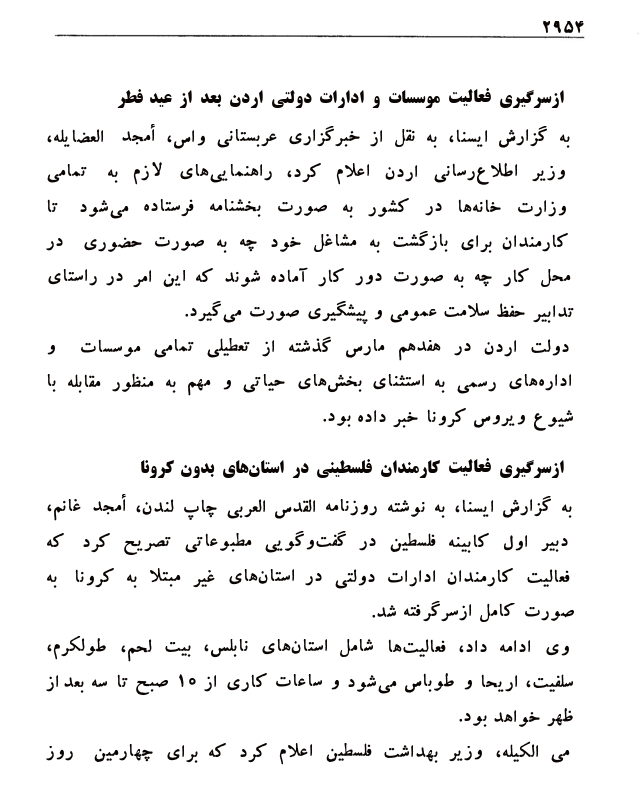 ۲۹۵۴
ازسرگیری فعالیت موسسات و ادارات دولتی اردن بعد از عید فطر
به گزارش ایسنا، به نقل از خبرگزاری عربستانی واس، أمجد العضایله،
وزیر اطلاع‌رسانی اردن اعلام کرد، راهنمایی‌های لازم به تمامی
وزارت خانه‌ها در کشور به صورت بخشنامه فرستاده می‌شود تا
کارمندان برای بازگشت به مشاغل خود چه به صورت حضوری در
محل کار چه به صورت دور کار آماده شوند که این امر در راستای
تدابیر حفظ سلامت عمومی و پیشگیری صورت می‌گیرد.
دولت اردن در هفدهم مارس گذشته از تعطیلی تمامی موسسات و
اداره‌های رسمی به استثنای بخش‌های حیاتی و مهم به منظور مقابله با
شیوع ویروس کرونا خبر داده بود.
ازسرگیری فعالیت کارمندان فلسطینی در استان‌های بدون کرونا
به گزارش ایسنا، به نوشته روزنامه القدس العربی چاپ لندن، أمجد غانم،
دبیر اول کابینه فلسطین در گفت‌وگویی مطبوعاتی تصریح کرد که
فعالیت کارمندان ادارات دولتی در استان‌های غیر مبتلا به کرونا به
صورت کامل ازسرگرفته شد.
وی ادامه داد، فعالیت‌ها شامل استان‌های نابلس، بیت لحم، طولکرم،
سلفیت، اریحا و طوباس می‌شود و ساعات کاری از ۱۰ صبح تا سه بعد از
ظهر خواهد بود.
می الکیله، وزیر بهداشت فلسطین اعلام کرد که برای چهارمین روز